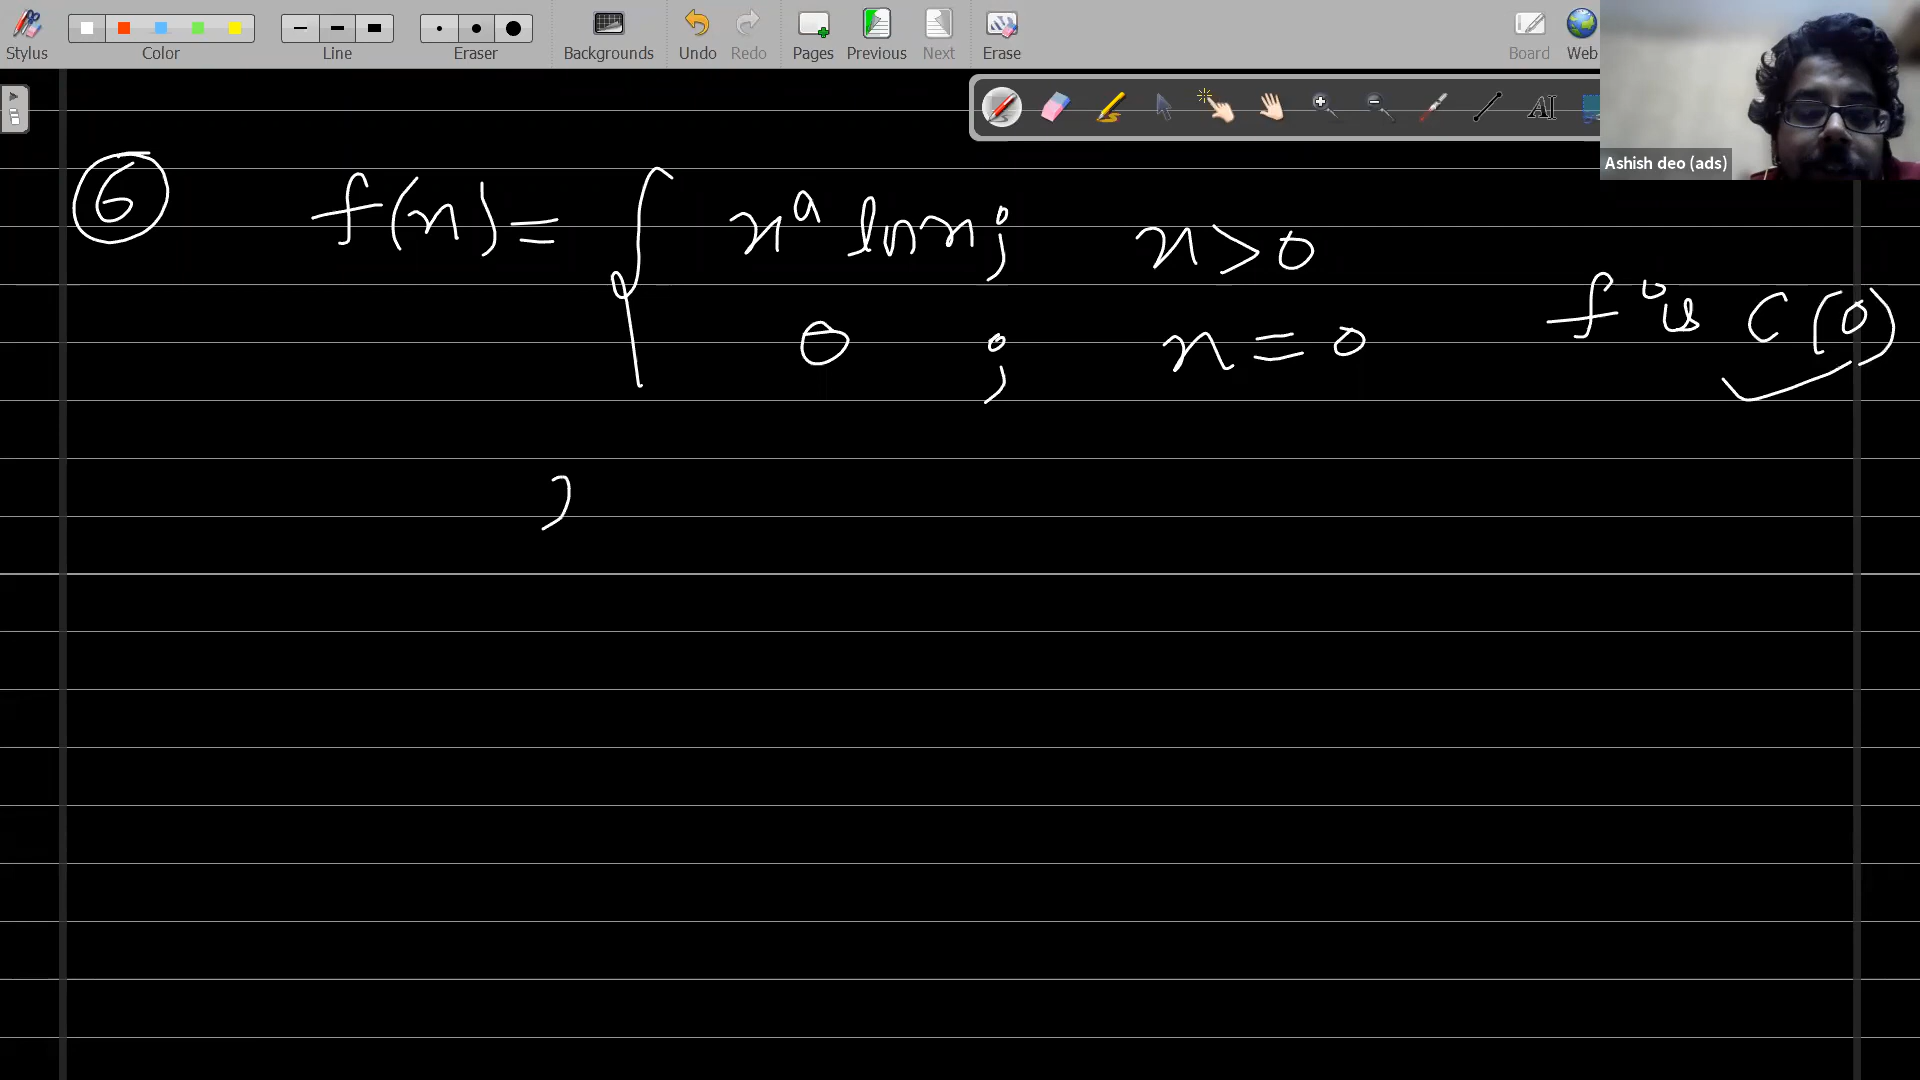 Stylus Color Line Eraser Backgrounds Undo Redo Pages Previous Next Erase Board Web
AI
Ashish deo (ads)
⑥ f(x) = { x^a ln x ; x > 0
0 ; x = 0
f is C(0)